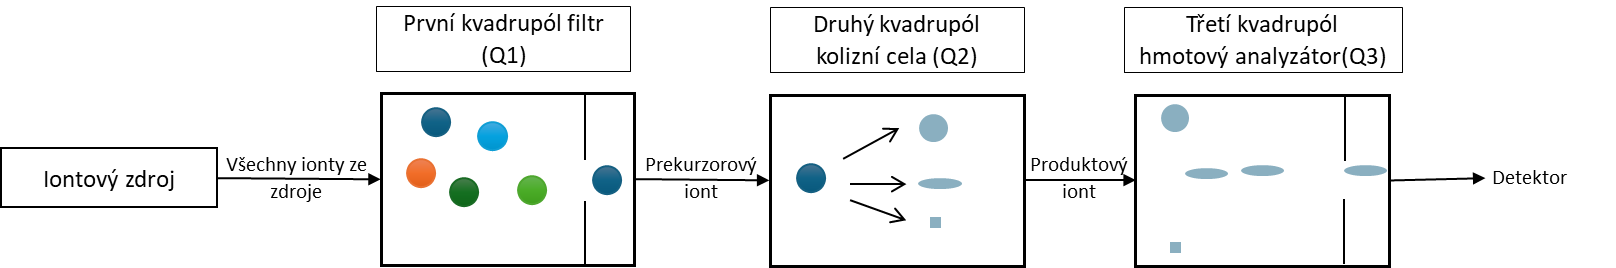 První kvadrupól filtr
(Q1)
Druhý kvadrupól
kolizní cela (Q2)
Třetí kvadrupól
hmotový analyzátor(Q3)
Iontový zdroj
Všechny ionty ze
zdroje
Prekurzorový
iont
Produktový
iont
Detektor